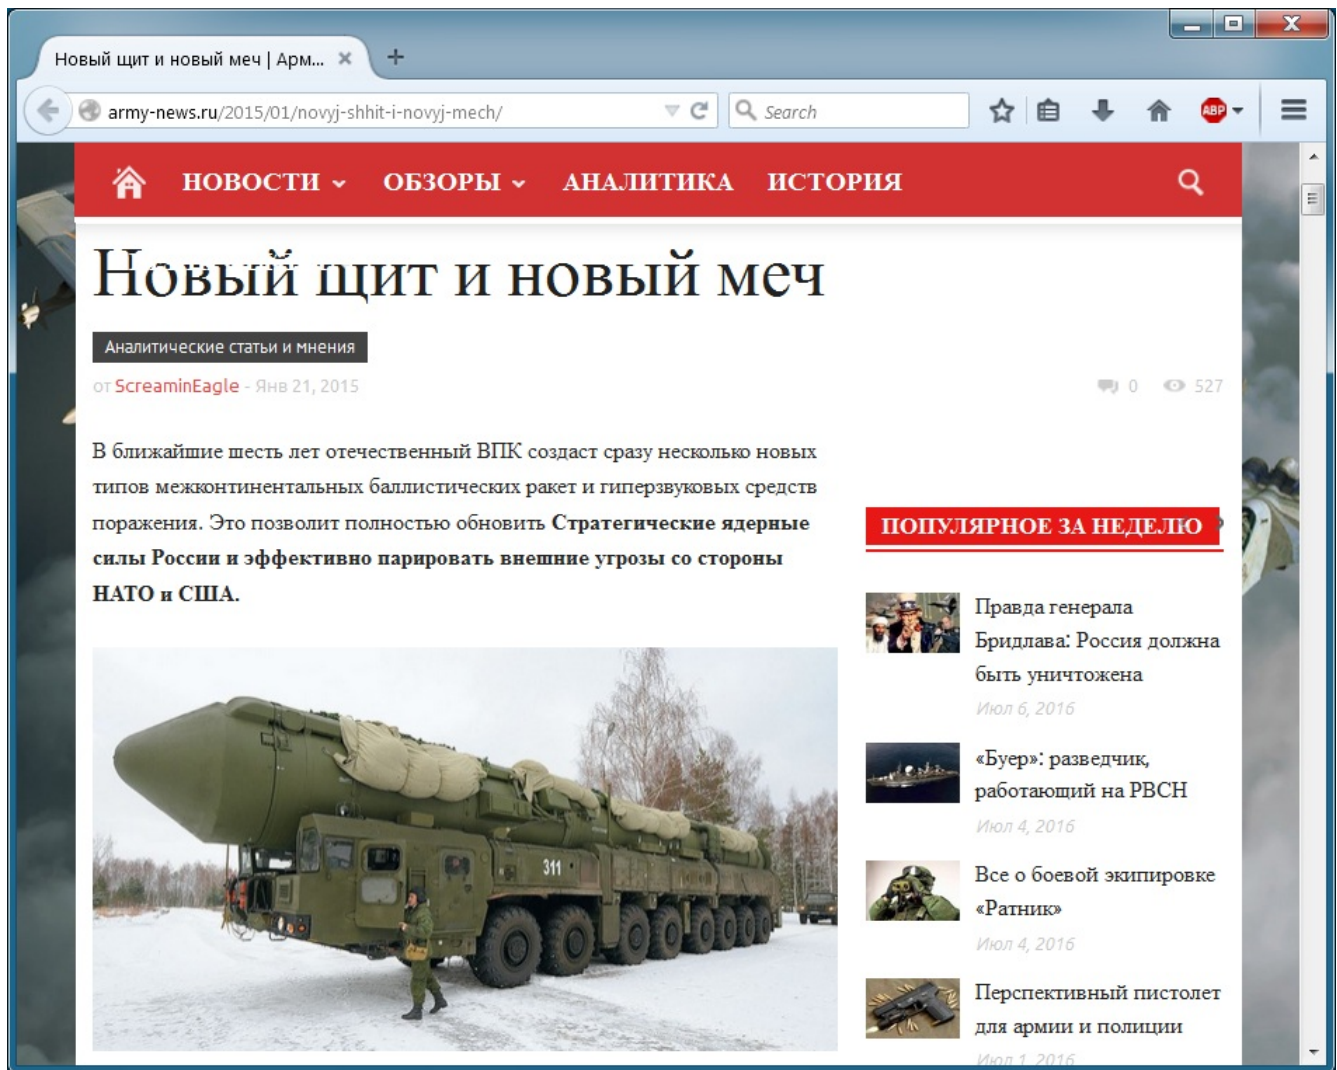 Новый щит и новый меч | Арм...
army-news.ru/2015/01/novyj-shhit-i-novyj-mech/
Search
ABP
НОВОСТИ ОБЗОРЫ АНАЛИТИКА ИСТОРИЯ
Новый щит и новый меч
Аналитические статьи и мнения
от ScreaminEagle - Янв 21, 2015
0 527
В ближайшие шесть лет отечественный ВПК создаст сразу несколько новых
типов межконтинентальных баллистических ракет и гиперзвуковых средств
поражения. Это позволит полностью обновить Стратегические ядерные
силы России и эффективно парировать внешние угрозы со стороны
НАТО и США.
311
ПОПУЛЯРНОЕ ЗА НЕДЕЛЮ
Правда генерала
Бридлава: Россия должна
быть уничтожена
Июл 6, 2016
«Буер»: разведчик,
работающий на РВСН
Июл 4, 2016
Все о боевой экипировке
«Ратник»
Июл 4, 2016
Перспективный пистолет
для армии и полиции
Июл 1, 2016